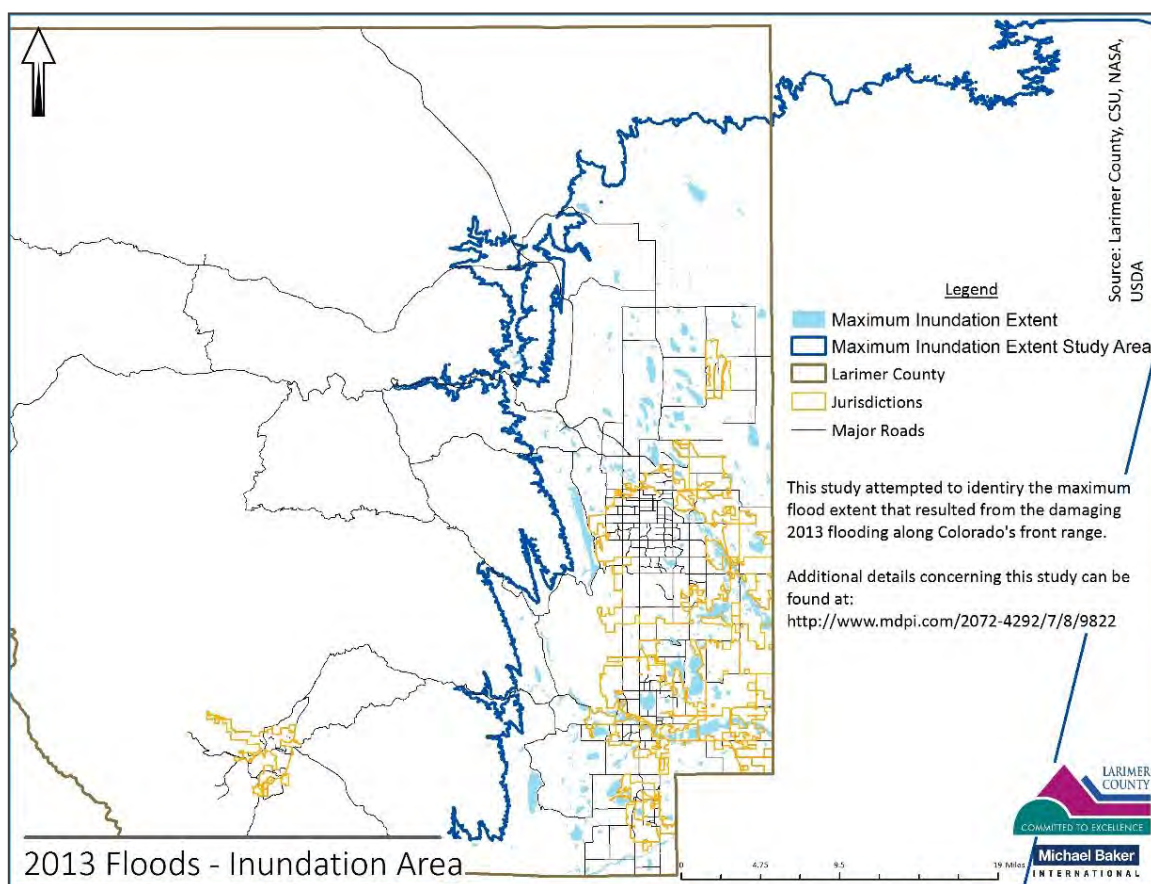 Source: Larimer County, CSU, NASA,
USDA
Legend
Maximum Inundation Extent
Maximum Inundation Extent Study Area
Larimer County
Jurisdictions
Major Roads
This study attempted to identiry the maximum
flood extent that resulted from the damaging
2013 flooding along Colorado's front range.
Additional details concerning this study can be
found at:
http://www.mdpi.com/2072-4292/7/8/9822
LARIMER
COUNTY
COMMITTED TO EXCELLENCE
Michael Baker
INTERNATIONAL
2013 Floods - Inundation Area
0 4.75 9.5 19 Miles